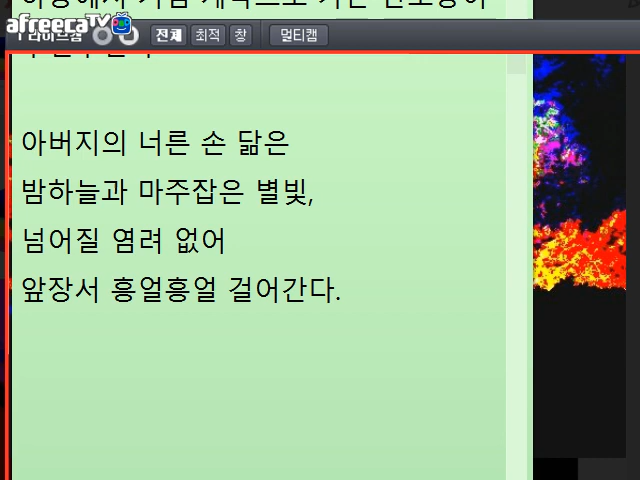 afreecaTV
전체 최적 창 멀티캠
아버지의 너른 손 닮은
밤하늘과 마주잡은 별빛,
넘어질 염려 없어
앞장서 흥얼흥얼 걸어간다.